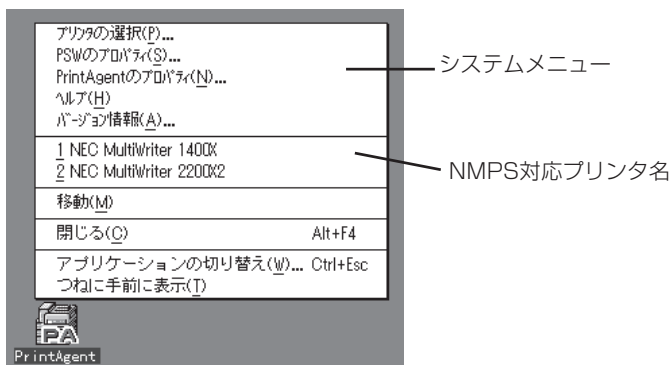 プリンタの選択(P)...
PSWのプロパティ(S)...
PrintAgentのプロパティ(N)...
ヘルプ(H)
バージョン情報(A)...
1 NEC MultiWriter 1400X
2 NEC MultiWriter 2200X2
移動(M)
閉じる(C) Alt+F4
アプリケーションの切り替え(W)... Ctrl+Esc
つねに手前に表示(T)
PA
PrintAgent
システムメニュー
NMPS対応プリンタ名